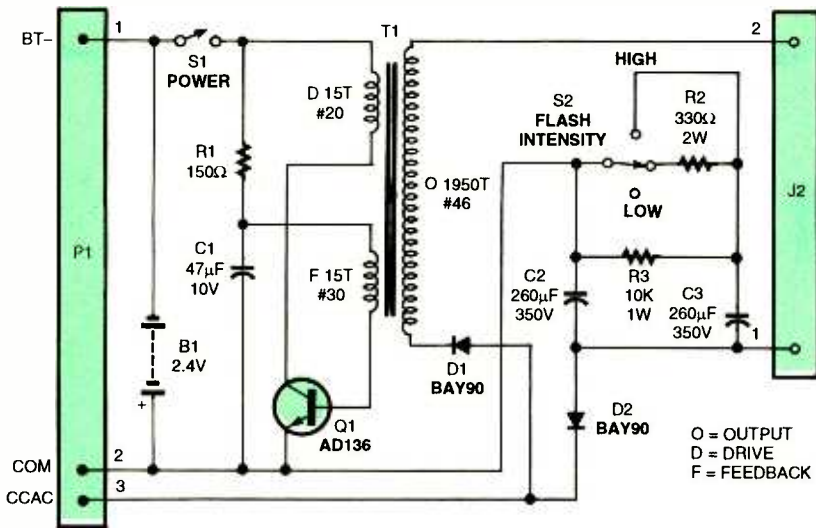 BT–
1
S1
POWER
T1
2
HIGH
D 15T
#20
S2
FLASH
INTENSITY
R2
330Ω
2W
R1
150Ω
O 1950T
#46
LOW
J2
P1
C1
47µF
10V
F 15T
#30
C2
260µF
350V
R3
10K
1W
C3
260µF
350V
1
B1
2.4V
+
D1
BAY90
Q1
AD136
D2
BAY90
O = OUTPUT
D = DRIVE
F = FEEDBACK
COM
2
CCAC
3